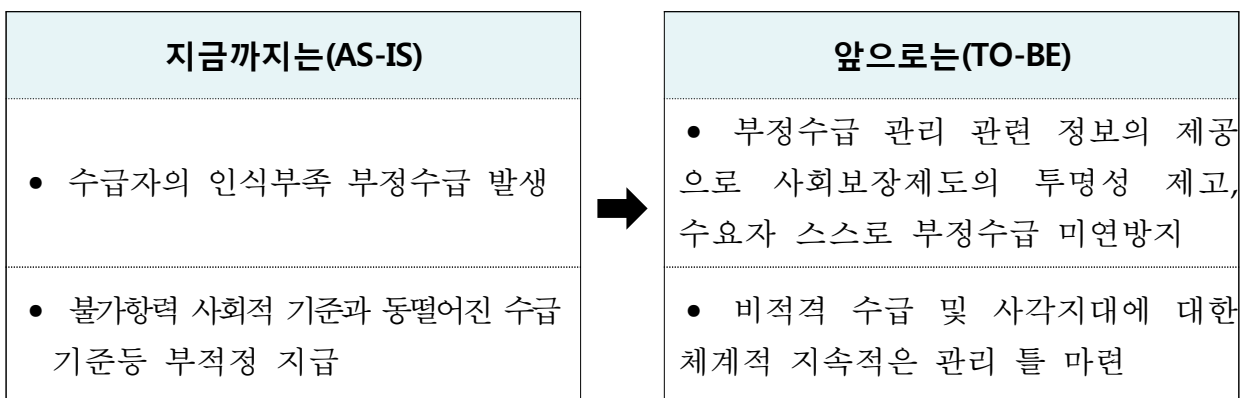 지금까지는(AS-IS)
• 수급자의 인식부족 부정수급 발생
• 불가항력 사회적 기준과 동떨어진 수급
기준등 부적정 지급
앞으로는(TO-BE)
• 부정수급 관리 관련 정보의 제공
으로 사회보장제도의 투명성 제고,
수요자 스스로 부정수급 미연방지
• 비적격 수급 및 사각지대에 대한
체계적 지속적은 관리 틀 마련